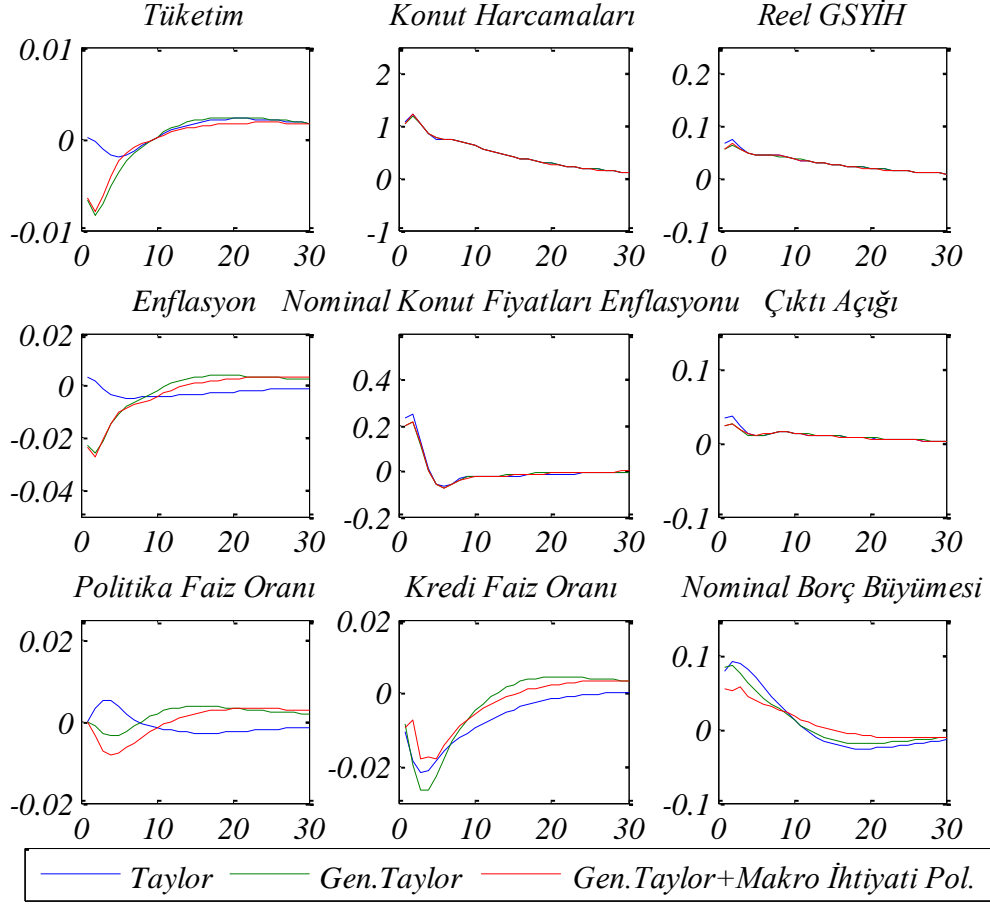 Tüketim
Konut Harcamaları
Reel GSYİH
0.01
0
-0.01
0 10 20 30
2
1
0
-1
0 10 20 30
0.2
0.1
0
-0.1
0 10 20 30
Enflasyon
Nominal Konut Fiyatları Enflasyonu
Çıktı Açığı
0.02
0
-0.02
-0.04
0 10 20 30
0.4
0.2
0
-0.2
0 10 20 30
0.1
0
-0.1
0 10 20 30
Politika Faiz Oranı
Kredi Faiz Oranı
Nominal Borç Büyümesi
0.02
0
-0.02
0 10 20 30
0.02
0
-0.02
0 10 20 30
0.1
0
-0.1
0 10 20 30
Taylor
Gen.Taylor
Gen.Taylor+Makro İhtiyati Pol.